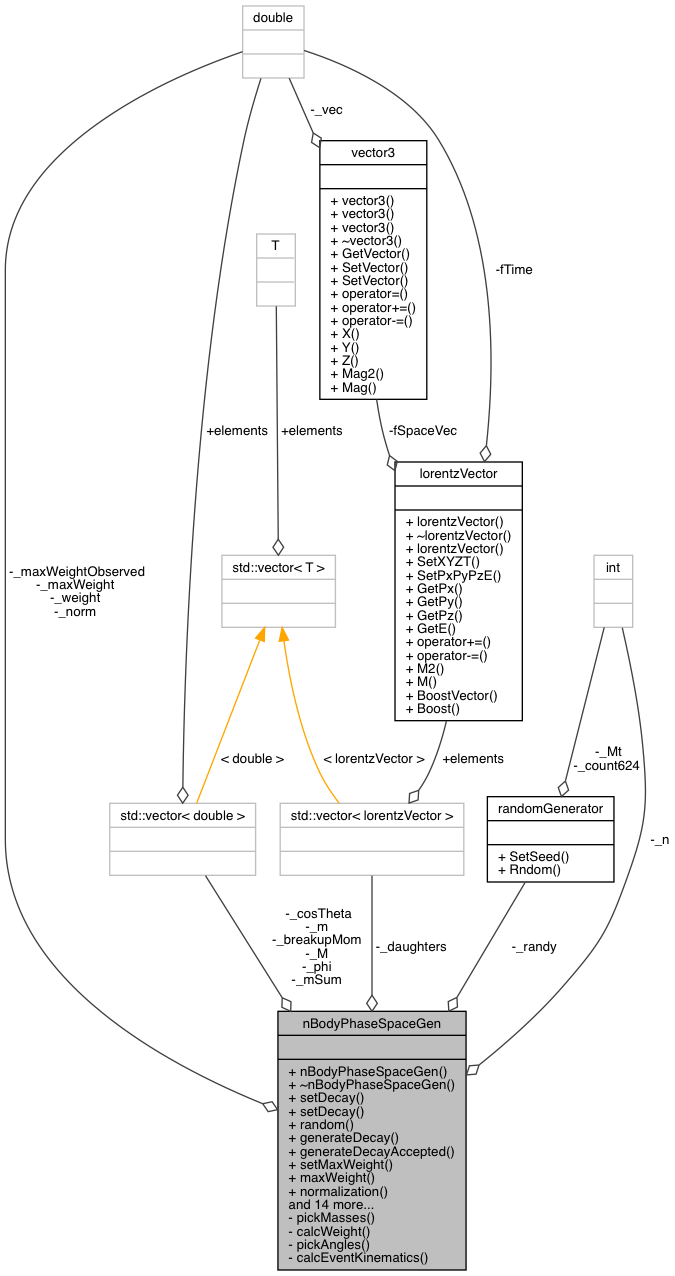 double
-_vec
vector3
+ vector3()
+ vector3()
+ vector3()
+ ~vector3()
+ GetVector()
+ SetVector()
+ SetVector()
+ operator=()
+ operator+=()
+ operator-=()
+ X()
+ Y()
+ Z()
+ Mag2()
+ Mag()
T
-fTime
+elements
+elements
-fSpaceVec
lorentzVector
+ lorentzVector()
+ ~lorentzVector()
+ lorentzVector()
+ SetXYZT()
+ SetPxPyPzE()
+ GetPx()
+ GetPy()
+ GetPz()
+ GetE()
+ operator+=()
+ operator-=()
+ M2()
+ M()
+ BoostVector()
+ Boost()
std::vector< T >
int
-_maxWeightObserved
-_maxWeight
-_weight
-_norm
< double >
< lorentzVector >
+elements
-_Mt
-_count624
std::vector< double >
std::vector< lorentzVector >
randomGenerator
+ SetSeed()
+ Rndom()
-_n
-_cosTheta
-_m
-_breakupMom
-_M
-_phi
-_mSum
-_daughters
-_randy
nBodyPhaseSpaceGen
+ nBodyPhaseSpaceGen()
+ ~nBodyPhaseSpaceGen()
+ setDecay()
+ setDecay()
+ random()
+ generateDecay()
+ generateDecayAccepted()
+ setMaxWeight()
+ maxWeight()
+ normalization()
and 14 more...
- pickMasses()
- calcWeight()
- pickAngles()
- calcEventKinematics()